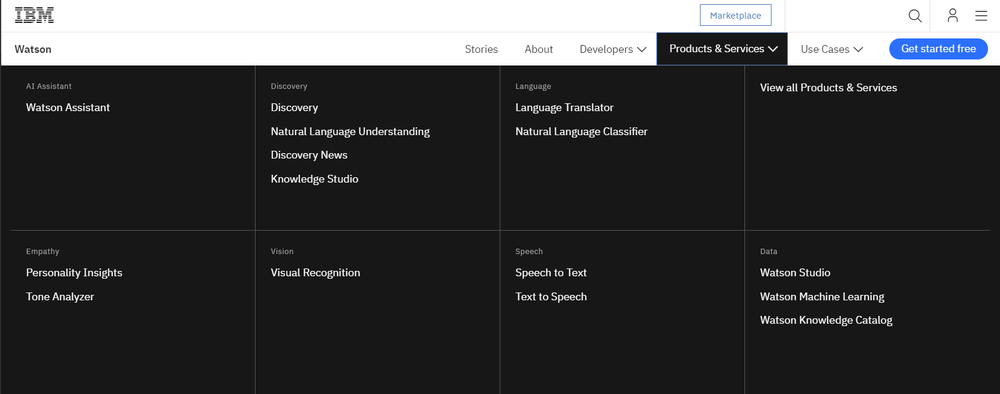 IBM
Marketplace
Watson
Stories
About
Developers
Products & Services
Use Cases
Get started free
AI Assistant
Watson Assistant
Discovery
Discovery
Natural Language Understanding
Discovery News
Knowledge Studio
Language
Language Translator
Natural Language Classifier
View all Products & Services
Empathy
Personality Insights
Tone Analyzer
Vision
Visual Recognition
Speech
Speech to Text
Text to Speech
Data
Watson Studio
Watson Machine Learning
Watson Knowledge Catalog